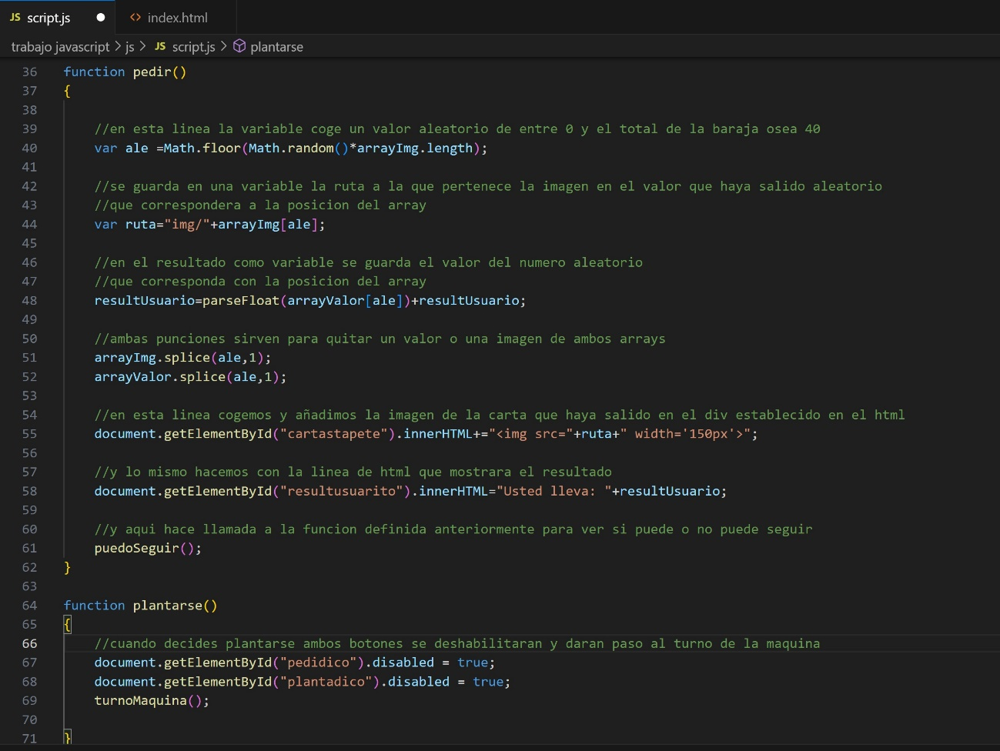 JS script.js ● <> index.html
trabajo javascript > js > JS script.js > plantarse
36 function pedir()
37 {
38
39 //en esta linea la variable coge un valor aleatorio de entre 0 y el total de la baraja osea 40
40 var ale =Math.floor(Math.random()*arrayImg.length);
41
42 //se guarda en una variable la ruta a la que pertenece la imagen en el valor que haya salido aleatorio
43 //que correspondera a la posicion del array
44 var ruta="img/"+arrayImg[ale];
45
46 //en el resultado como variable se guarda el valor del numero aleatorio
47 //que corresponda con la posicion del array
48 resultUsuario=parseFloat(arrayValor[ale])+resultUsuario;
49
50 //ambas punciones sirven para quitar un valor o una imagen de ambos arrays
51 arrayImg.splice(ale,1);
52 arrayValor.splice(ale,1);
53
54 //en esta linea cogemos y añadimos la imagen de la carta que haya salido en el div establecido en el html
55 document.getElementById("cartastapete").innerHTML+="<img src="+ruta+" width='150px'>";
56
57 //y lo mismo hacemos con la linea de html que mostrara el resultado
58 document.getElementById("resultusuarito").innerHTML="Usted lleva: "+resultUsuario;
59
60 //y aqui hace llamada a la funcion definida anteriormente para ver si puede o no puede seguir
61 puedoSeguir();
62 }
63
64 function plantarse()
65 {
66 //cuando decides plantarse ambos botones se deshabilitaran y daran paso al turno de la maquina
67 document.getElementById("pedidico").disabled = true;
68 document.getElementById("plantadico").disabled = true;
69 turnoMaquina();
70
71 }